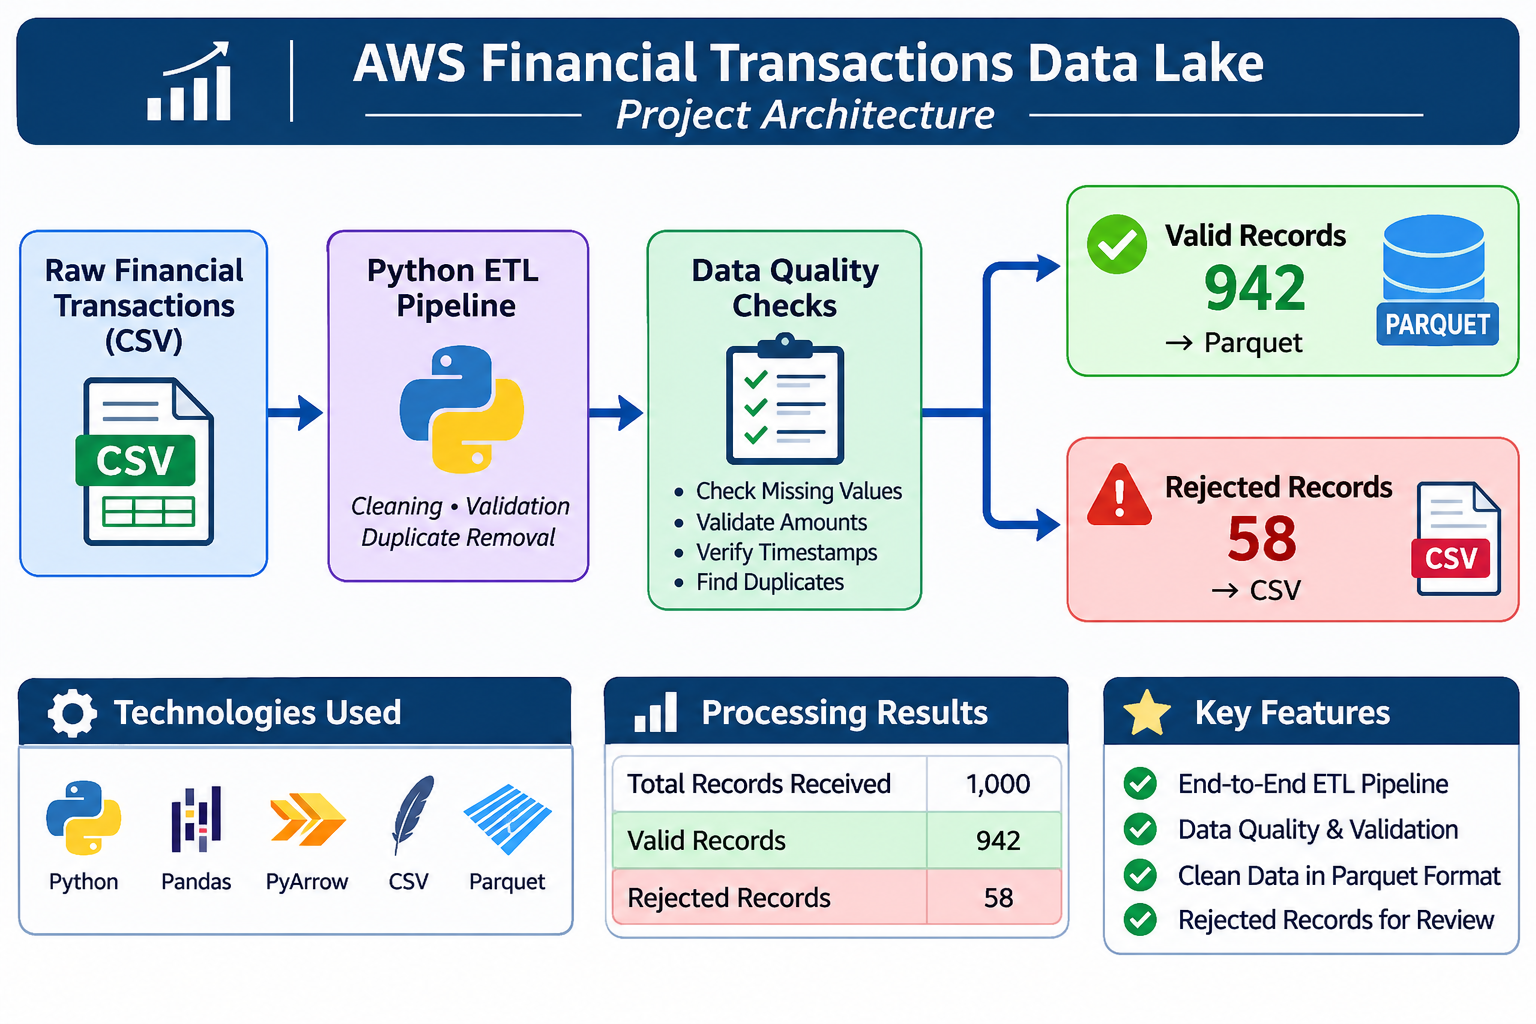 AWS Financial Transactions Data Lake
Project Architecture
Raw Financial
Transactions
(CSV)
CSV
Python ETL
Pipeline
Cleaning • Validation
Duplicate Removal
Data Quality
Checks
• Check Missing Values
• Validate Amounts
• Verify Timestamps
• Find Duplicates
Valid Records
942
→ Parquet
PARQUET
Rejected Records
58
→ CSV
CSV
Technologies Used
Python
Pandas
PyArrow
CSV
Parquet
Processing Results
Total Records Received 1,000
Valid Records 942
Rejected Records 58
Key Features
End-to-End ETL Pipeline
Data Quality & Validation
Clean Data in Parquet Format
Rejected Records for Review